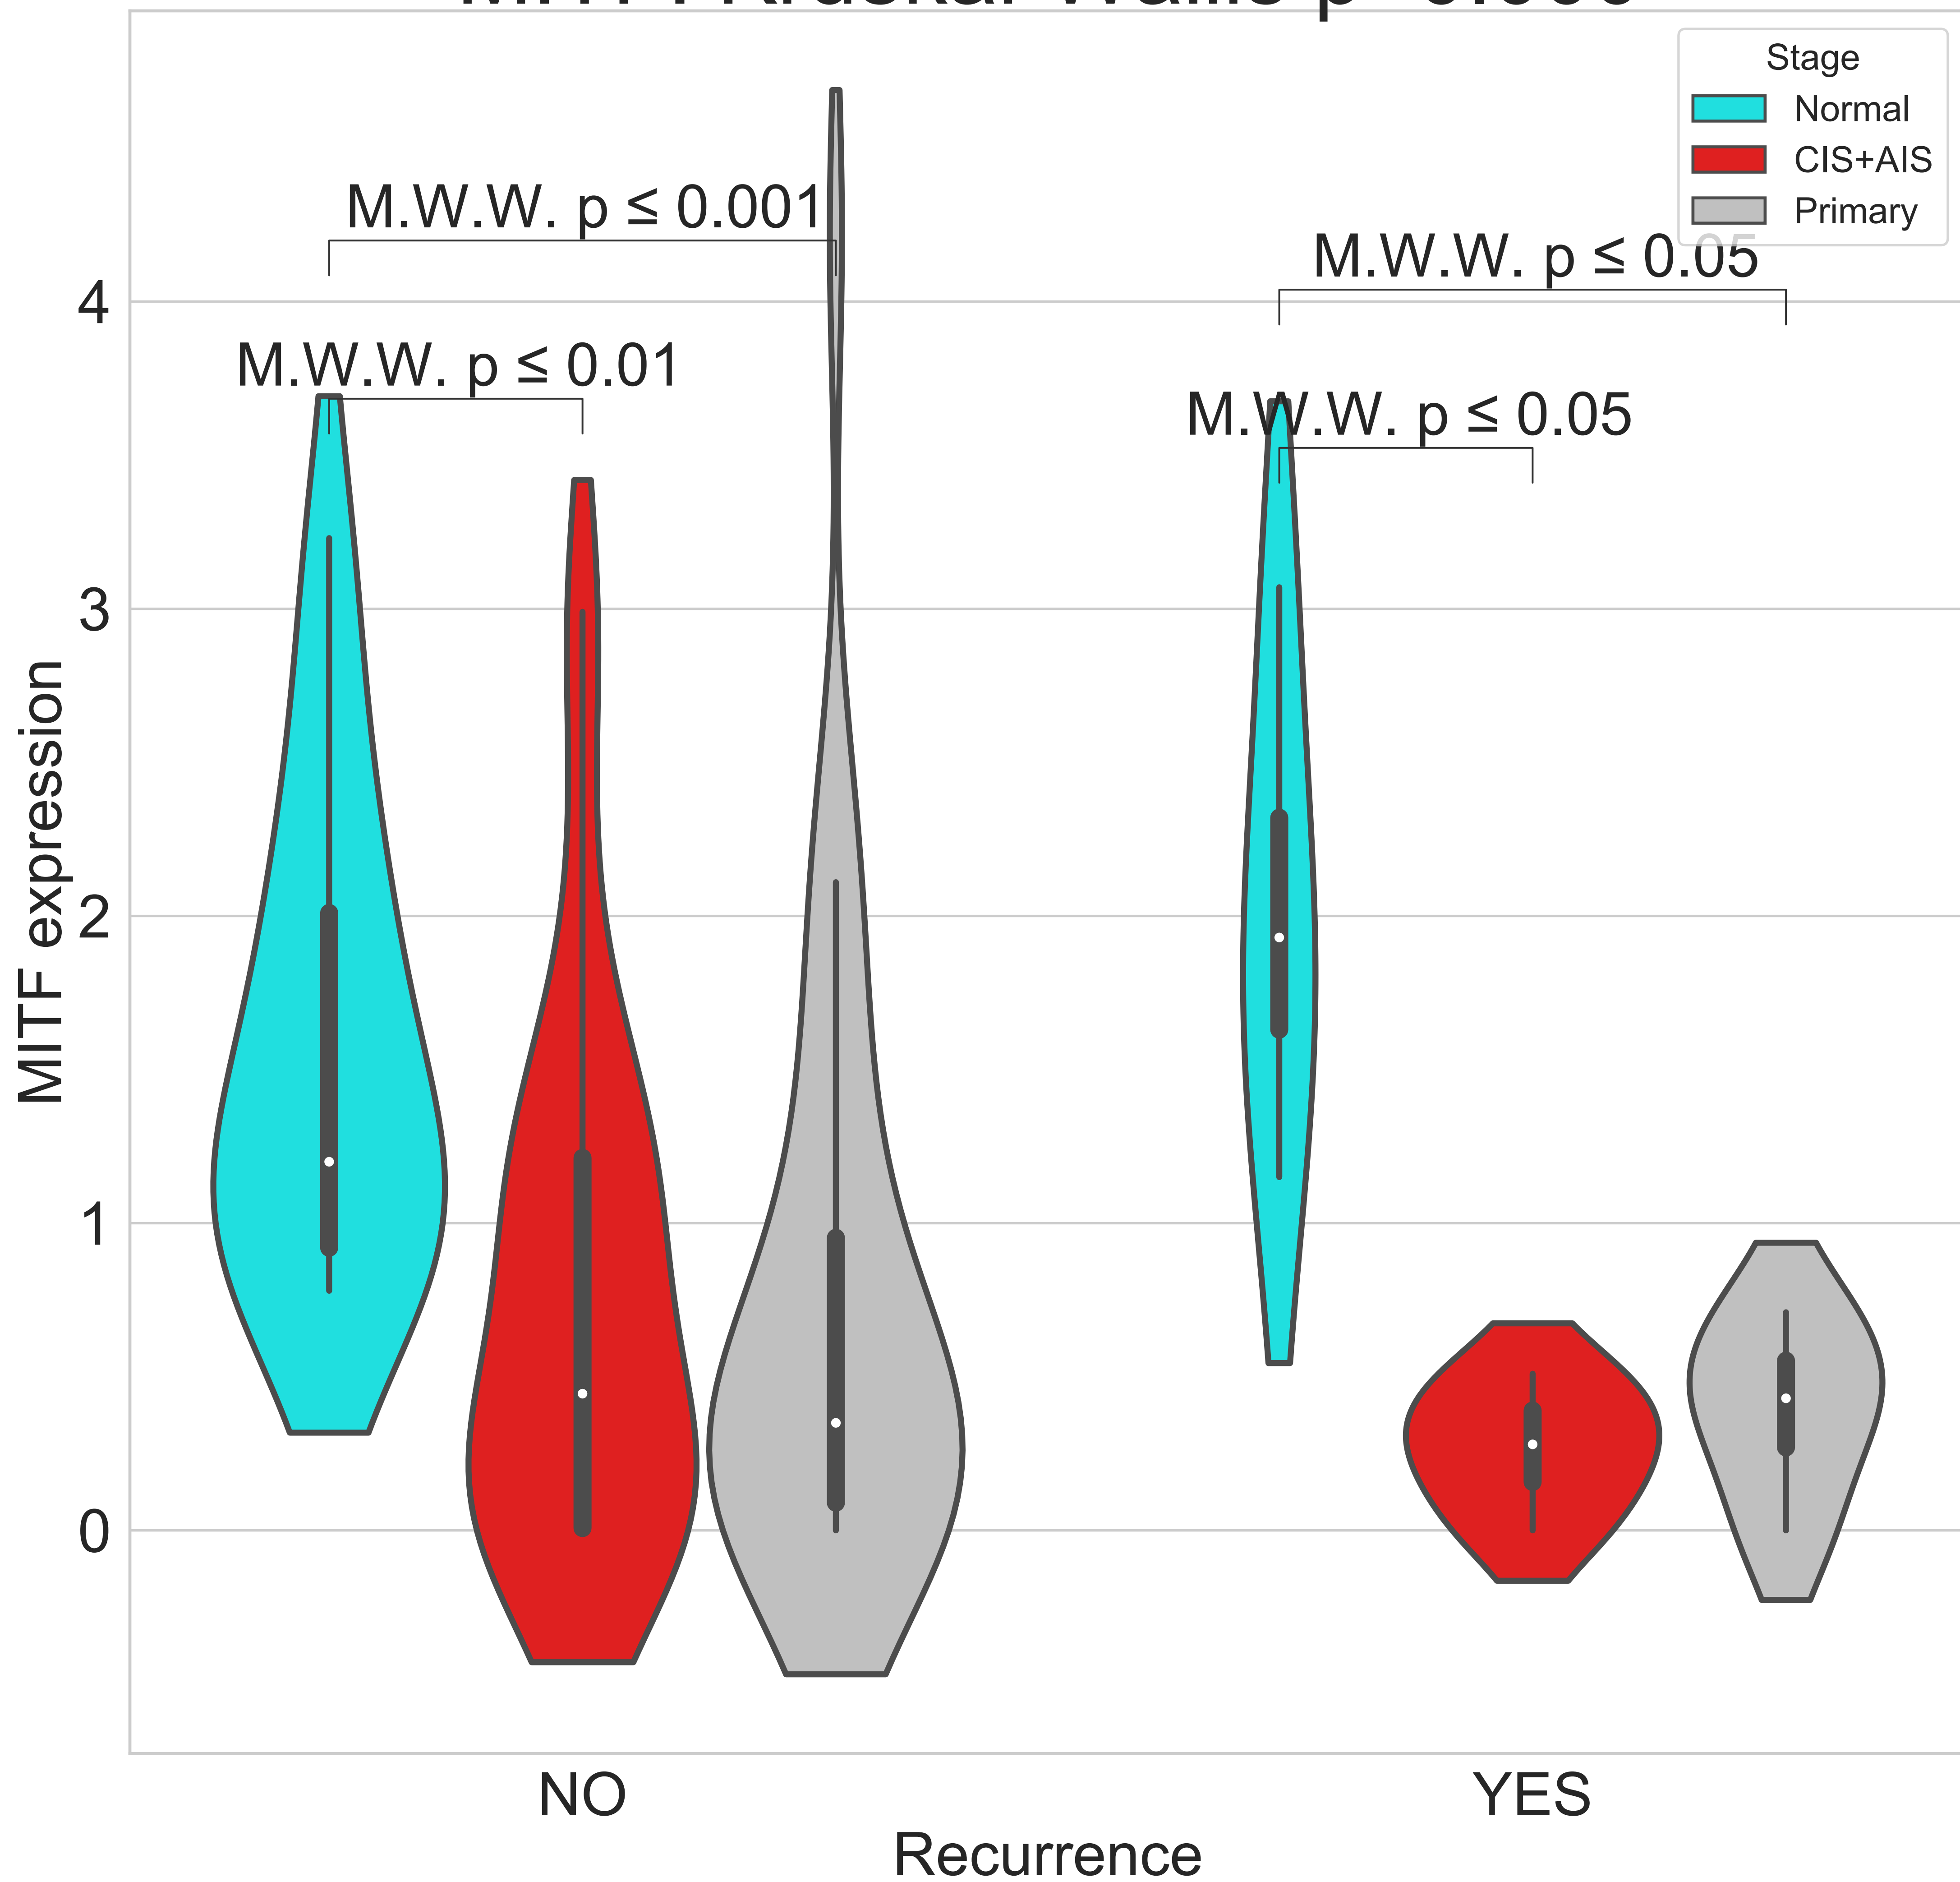 Stage
Normal
CIS+AIS
Primary
M.W.W. p ≤ 0.001
M.W.W. p ≤ 0.05
M.W.W. p ≤ 0.01
M.W.W. p ≤ 0.05
4
3
2
1
0
MITF expression
NO
YES
Recurrence